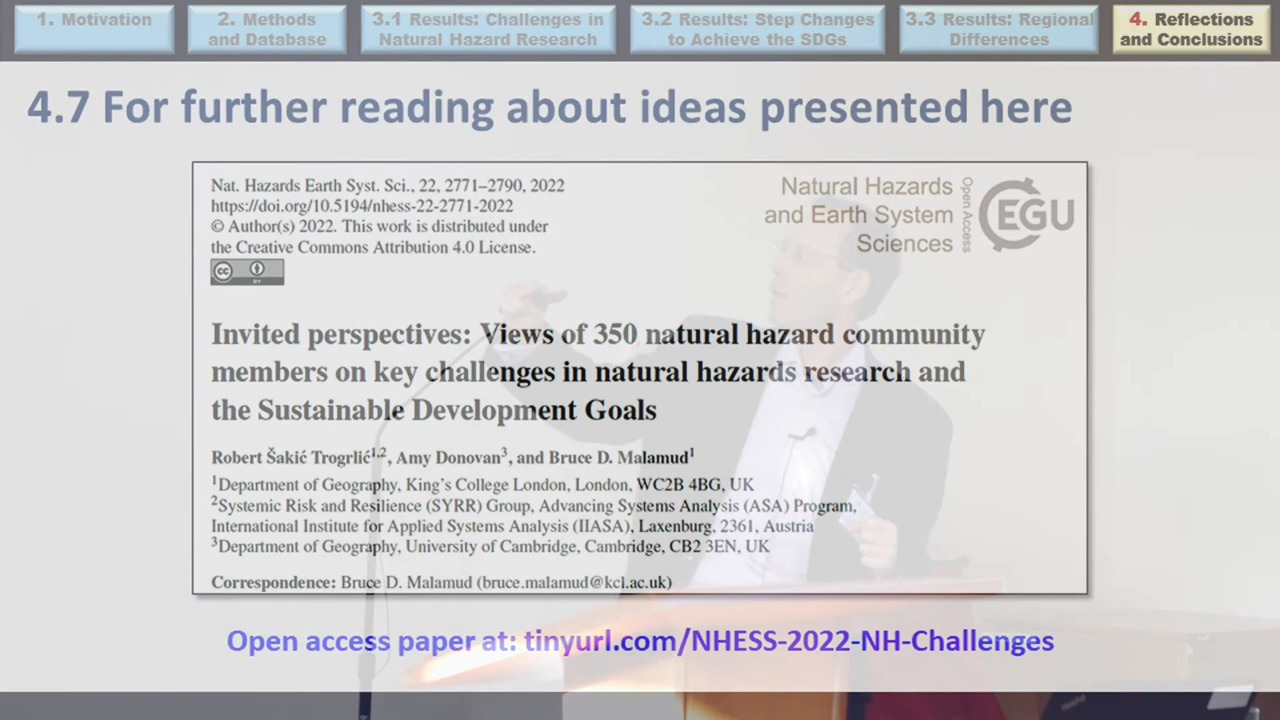 1. Motivation
2. Methods
and Database
3.1 Results: Challenges in
Natural Hazard Research
3.2 Results: Step Changes
to Achieve the SDGs
3.3 Results: Regional
Differences
4. Reflections
and Conclusions
4.7 For further reading about ideas presented here
Nat. Hazards Earth Syst. Sci., 22, 2771–2790, 2022
https://doi.org/10.5194/nhess-22-2771-2022
© Author(s) 2022. This work is distributed under
the Creative Commons Attribution 4.0 License.
cc
BY
Natural Hazards
and Earth System
Sciences
Open Access
EGU
Invited perspectives: Views of 350 natural hazard community
members on key challenges in natural hazards research and
the Sustainable Development Goals
Robert Šakić Trogrlić1,2, Amy Donovan3, and Bruce D. Malamud1
1Department of Geography, King's College London, London, WC2B 4BG, UK
2Systemic Risk and Resilience (SYRR) Group, Advancing Systems Analysis (ASA) Program,
International Institute for Applied Systems Analysis (IIASA), Laxenburg, 2361, Austria
3Department of Geography, University of Cambridge, Cambridge, CB2 3EN, UK
Correspondence: Bruce D. Malamud (bruce.malamud@kcl.ac.uk)
Open access paper at: tinyurl.com/NHESS-2022-NH-Challenges